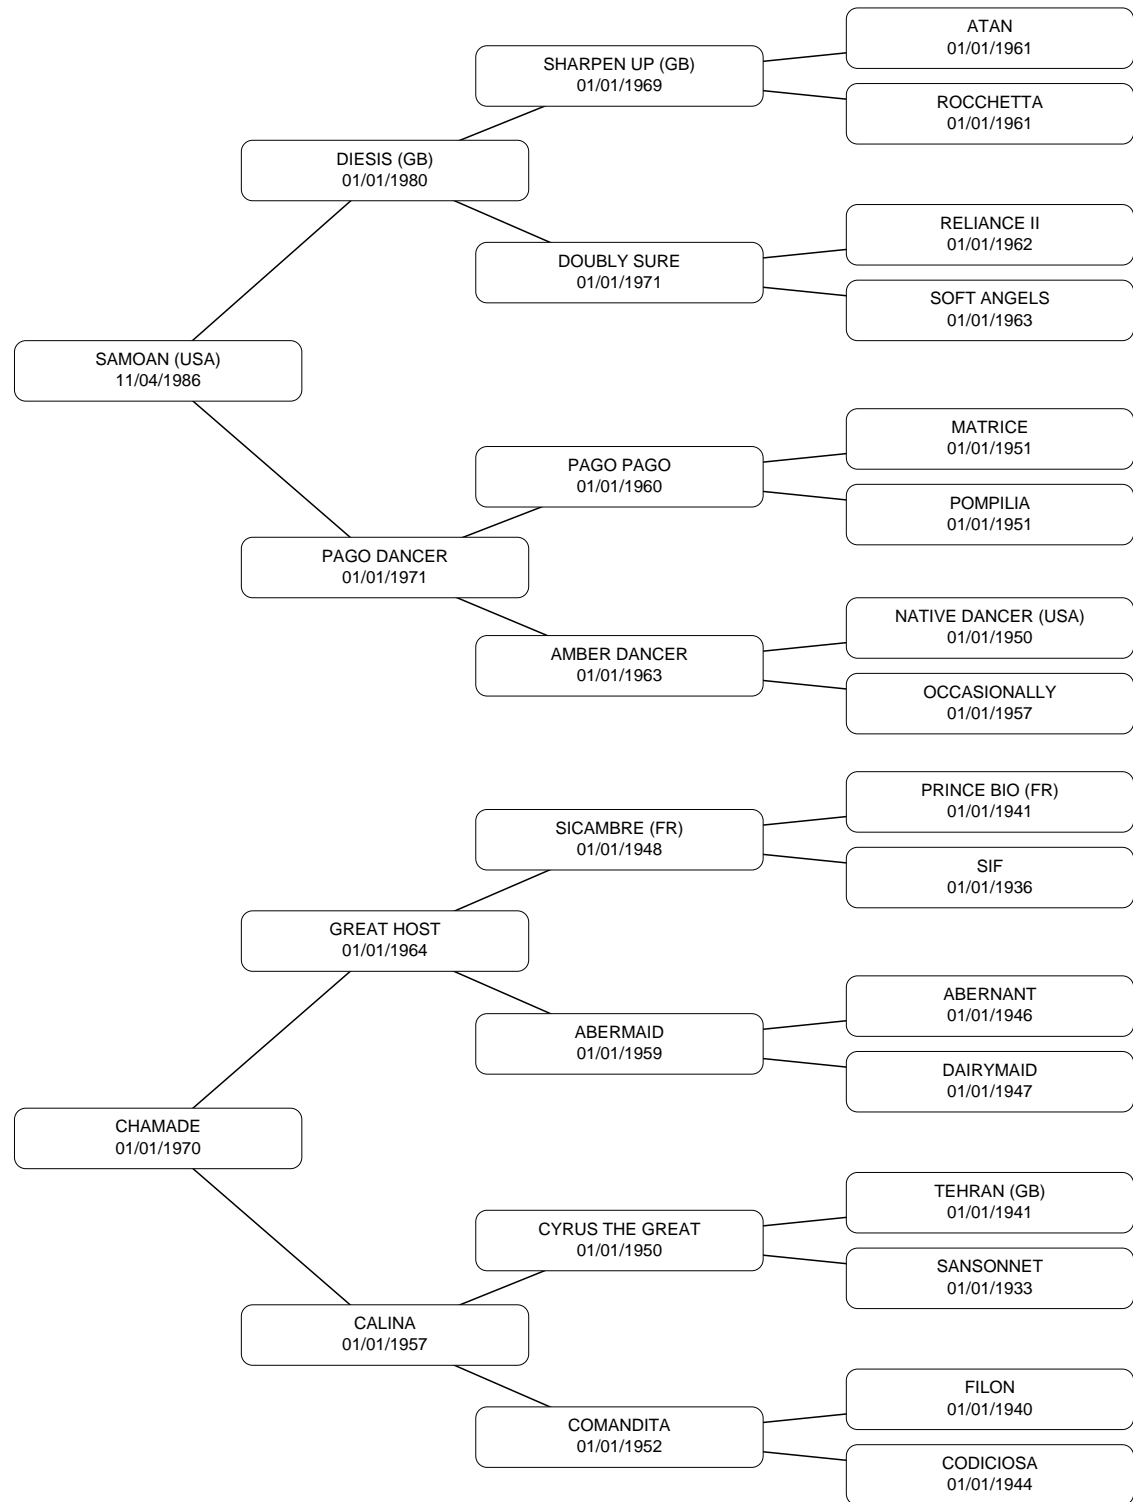 ATAN
01/01/1961
SHARPEN UP (GB)
01/01/1969
ROCCHETTA
01/01/1961
DIESIS (GB)
01/01/1980
RELIANCE II
01/01/1962
DOUBLY SURE
01/01/1971
SOFT ANGELS
01/01/1963
SAMOAN (USA)
11/04/1986
MATRICE
01/01/1951
PAGO PAGO
01/01/1960
POMPILIA
01/01/1951
PAGO DANCER
01/01/1971
NATIVE DANCER (USA)
01/01/1950
AMBER DANCER
01/01/1963
OCCASIONALLY
01/01/1957
PRINCE BIO (FR)
01/01/1941
SICAMBRE (FR)
01/01/1948
SIF
01/01/1936
GREAT HOST
01/01/1964
ABERNANT
01/01/1946
ABERMAID
01/01/1959
DAIRYMAID
01/01/1947
CHAMADE
01/01/1970
TEHRAN (GB)
01/01/1941
CYRUS THE GREAT
01/01/1950
SANSONNET
01/01/1933
CALINA
01/01/1957
FILON
01/01/1940
COMANDITA
01/01/1952
CODICIOSA
01/01/1944